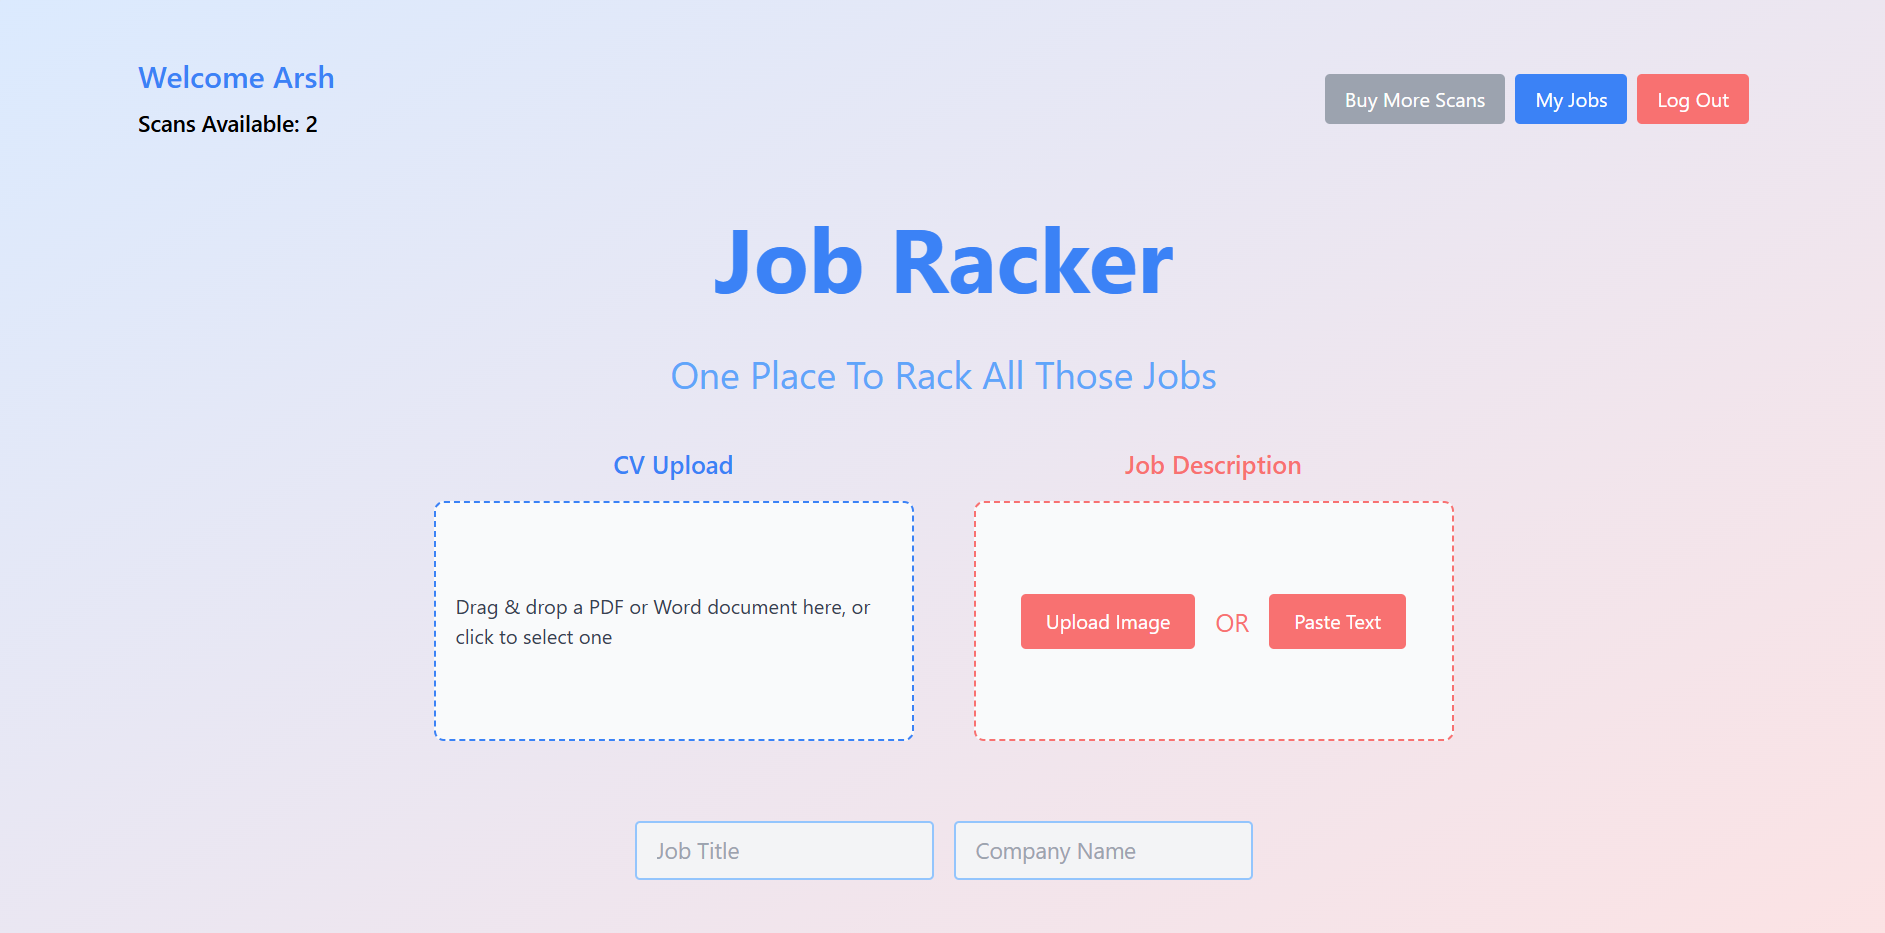 Welcome Arsh
Scans Available: 2
Buy More Scans
My Jobs
Log Out
Job Racker
One Place To Rack All Those Jobs
CV Upload
Drag & drop a PDF or Word document here, or
click to select one
Job Description
Upload Image
OR
Paste Text
Job Title
Company Name